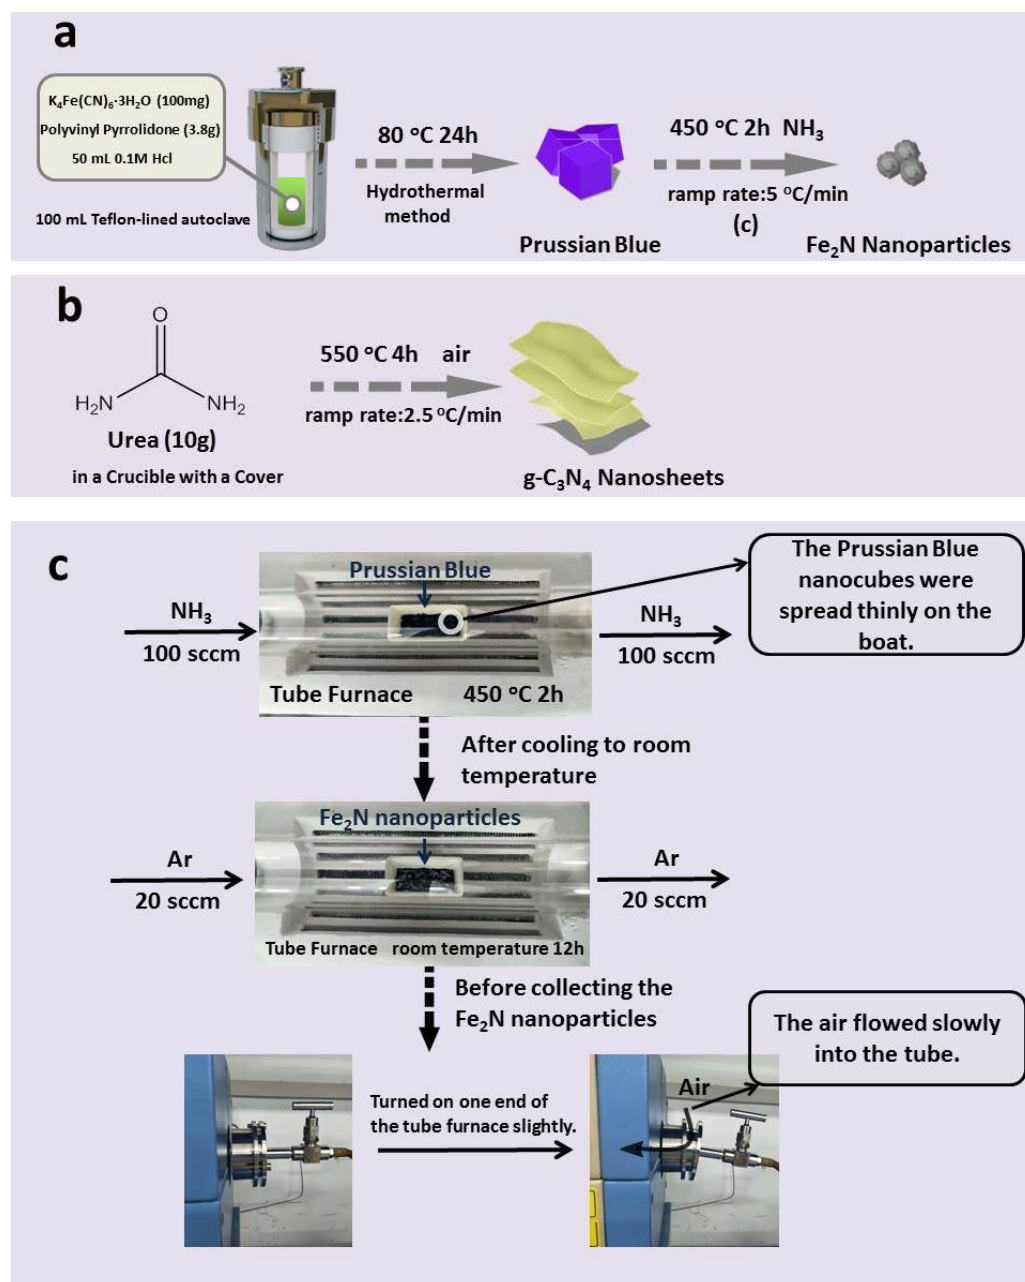 a
K₄Fe(CN)₆·3H₂O (100mg)
Polyvinyl Pyrrolidone (3.8g)
50 mL 0.1M Hcl
100 mL Teflon-lined autoclave
80 °C 24h
Hydrothermal
method
Prussian Blue
450 °C 2h NH₃
ramp rate:5 °C/min
(c)
Fe₂N Nanoparticles
b
O
H₂N
NH₂
Urea (10g)
in a Crucible with a Cover
550 °C 4h air
ramp rate:2.5 °C/min
g-C₃N₄ Nanosheets
c
NH₃
100 sccm
Prussian Blue
Tube Furnace 450 °C 2h
NH₃
100 sccm
The Prussian Blue
nanocubes were
spread thinly on the
boat.
After cooling to room
temperature
Ar
20 sccm
Fe₂N nanoparticles
Tube Furnace room temperature 12h
Ar
20 sccm
Before collecting the
Fe₂N nanoparticles
The air flowed slowly
into the tube.
Turned on one end of
the tube furnace slightly.
Air